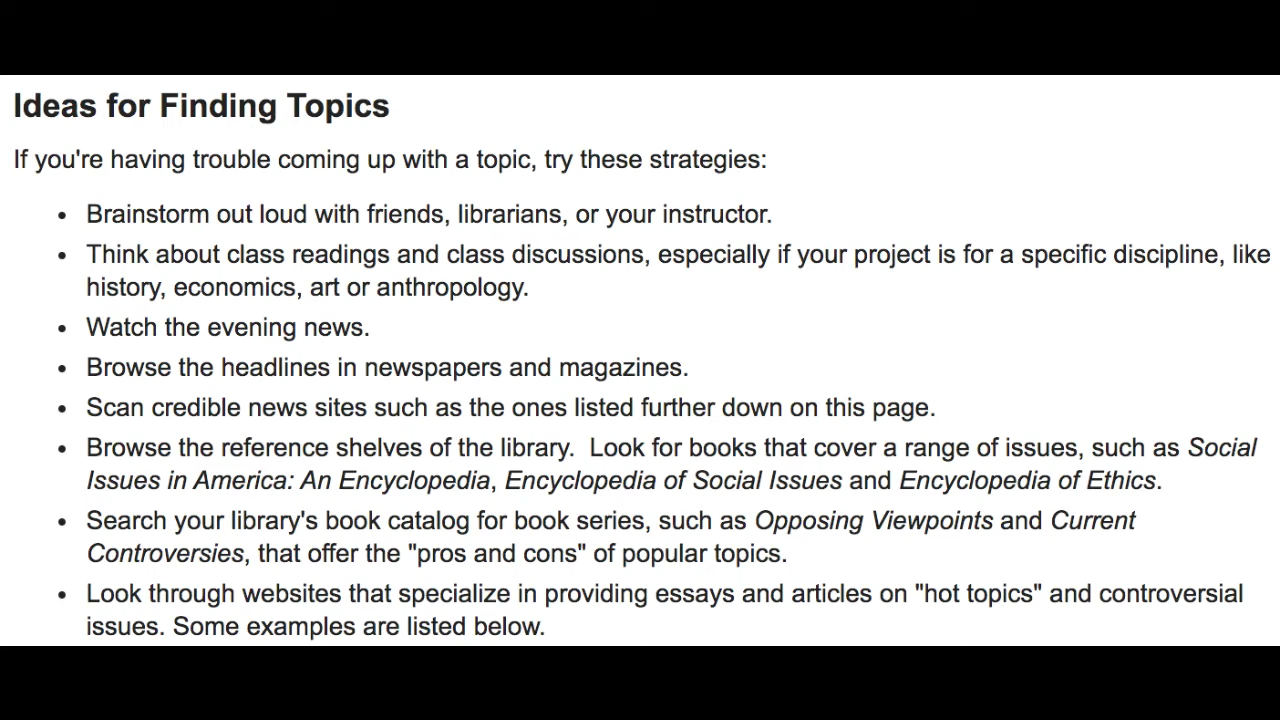 Ideas for Finding Topics
If you're having trouble coming up with a topic, try these strategies:
• Brainstorm out loud with friends, librarians, or your instructor.
• Think about class readings and class discussions, especially if your project is for a specific discipline, like
history, economics, art or anthropology.
• Watch the evening news.
• Browse the headlines in newspapers and magazines.
• Scan credible news sites such as the ones listed further down on this page.
• Browse the reference shelves of the library.  Look for books that cover a range of issues, such as Social
Issues in America: An Encyclopedia, Encyclopedia of Social Issues and Encyclopedia of Ethics.
• Search your library's book catalog for book series, such as Opposing Viewpoints and Current
Controversies, that offer the "pros and cons" of popular topics.
• Look through websites that specialize in providing essays and articles on "hot topics" and controversial
issues. Some examples are listed below.